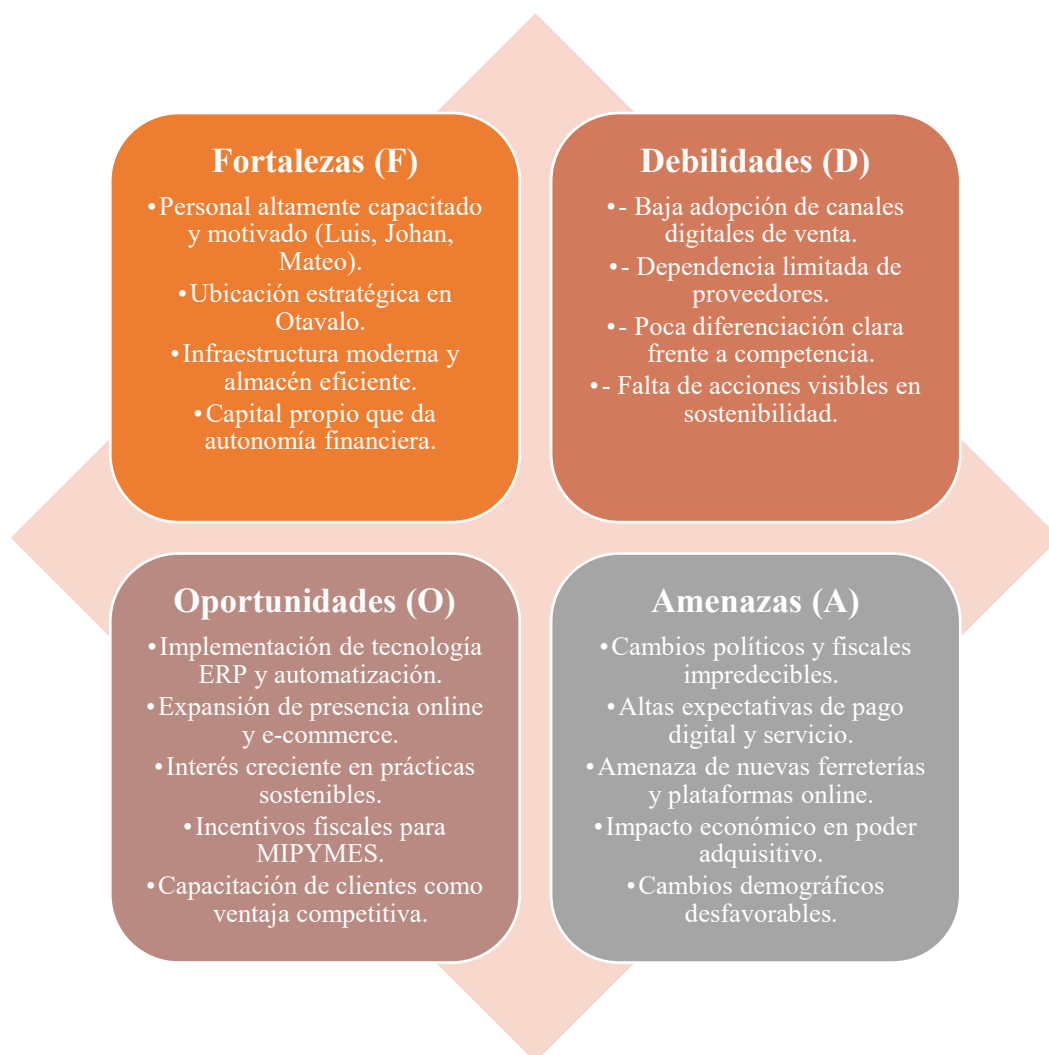 Fortalezas (F)
•Personal altamente capacitado
y motivado (Luis, Johan,
Mateo).
•Ubicación estratégica en
Otavalo.
•Infraestructura moderna y
almacén eficiente.
•Capital propio que da
autonomía financiera.
Debilidades (D)
•- Baja adopción de canales
digitales de venta.
•- Dependencia limitada de
proveedores.
•- Poca diferenciación clara
frente a competencia.
•- Falta de acciones visibles en
sostenibilidad.
Oportunidades (O)
•Implementación de tecnología
ERP y automatización.
•Expansión de presencia online
y e-commerce.
•Interés creciente en prácticas
sostenibles.
•Incentivos fiscales para
MIPYMES.
•Capacitación de clientes como
ventaja competitiva.
Amenazas (A)
•Cambios políticos y fiscales
impredecibles.
•Altas expectativas de pago
digital y servicio.
•Amenaza de nuevas ferreterías
y plataformas online.
•Impacto económico en poder
adquisitivo.
•Cambios demográficos
desfavorables.